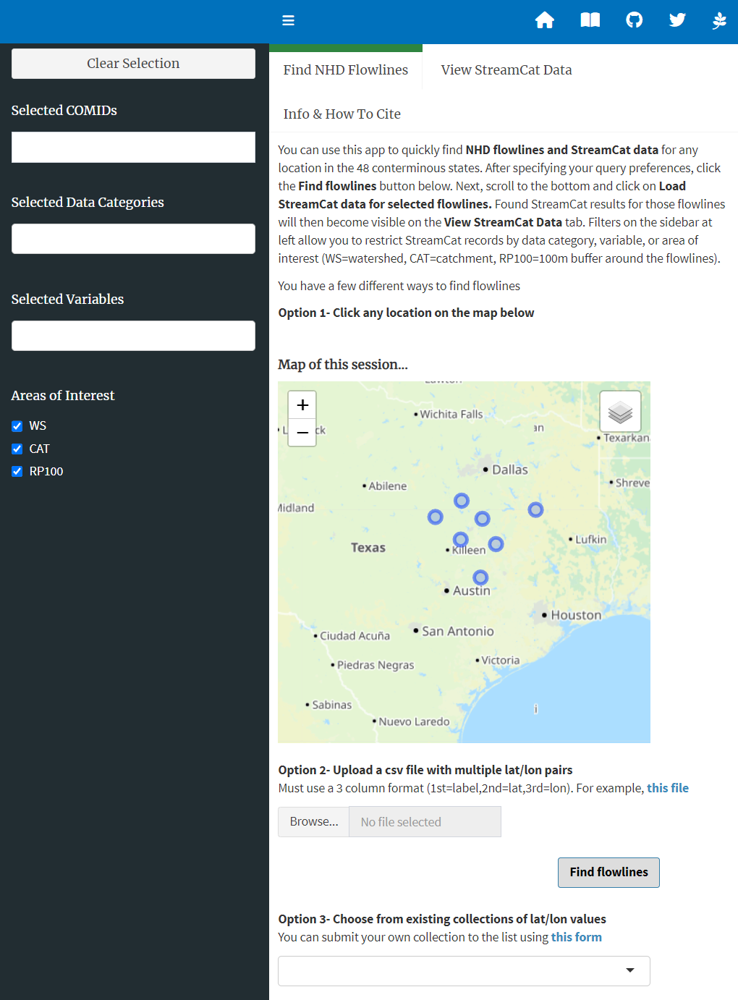 Clear Selection
Selected COMIDs
Selected Data Categories
Selected Variables
Areas of Interest
WS
CAT
RP100
Find NHD Flowlines
View StreamCat Data
Info & How To Cite
You can use this app to quickly find NHD flowlines and StreamCat data for any
location in the 48 conterminous states. After specifying your query preferences, click
the Find flowlines button below. Next, scroll to the bottom and click on Load
StreamCat data for selected flowlines. Found StreamCat results for those flowlines
will then become visible on the View StreamCat Data tab. Filters on the sidebar at
left allow you to restrict StreamCat records by data category, variable, or area of
interest (WS=watershed, CAT=catchment, RP100=100m buffer around the flowlines).
You have a few different ways to find flowlines
Option 1- Click any location on the map below
Map of this session...
+
−
Wichita Falls
an
Texarkan
Dallas
Abilene
Shreve
Midland
Texas
Lufkin
Killeen
Austin
Houston
Ciudad Acuña
San Antonio
Piedras Negras
Victoria
Sabinas
Nuevo Laredo
i
Option 2- Upload a csv file with multiple lat/lon pairs
Must use a 3 column format (1st=label,2nd=lat,3rd=lon). For example, this file
Browse...
No file selected
Find flowlines
Option 3- Choose from existing collections of lat/lon values
You can submit your own collection to the list using this form